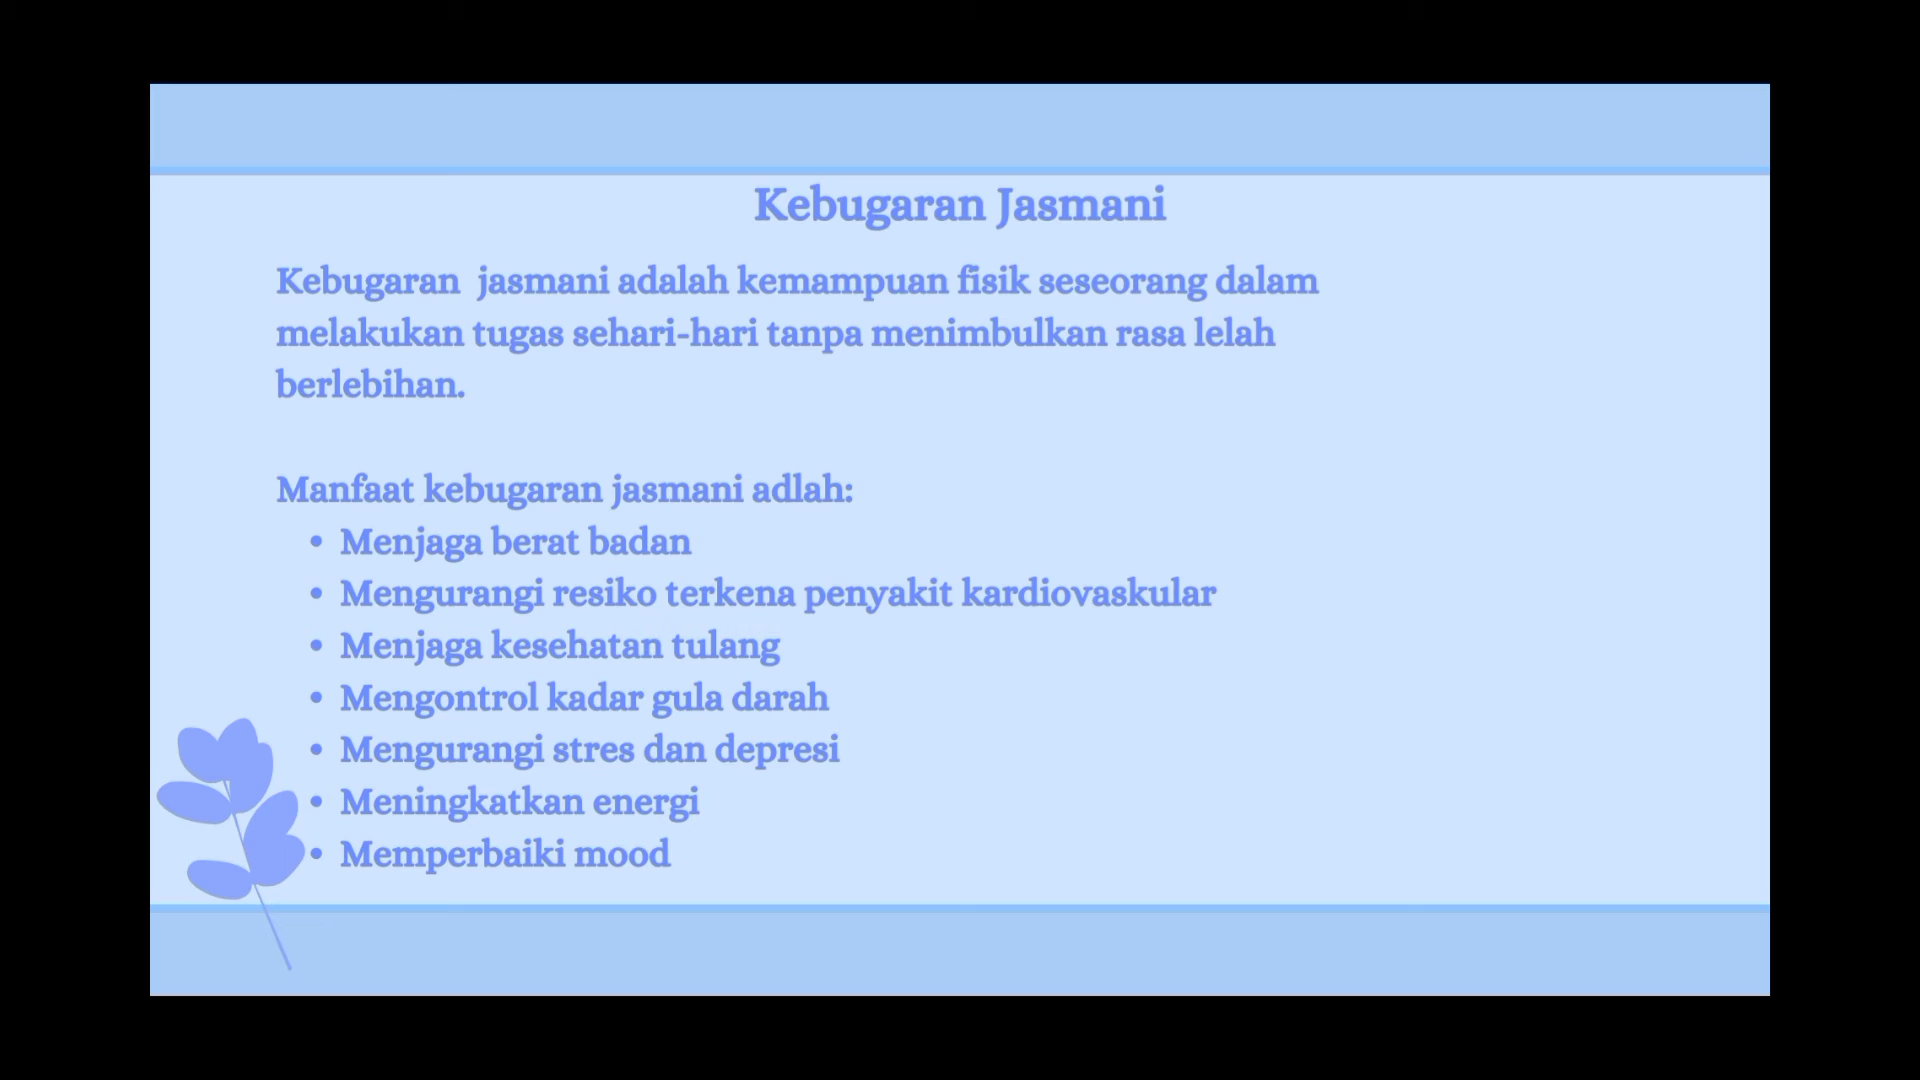 Kebugaran Jasmani
Kebugaran  jasmani adalah kemampuan fisik seseorang dalam
melakukan tugas sehari-hari tanpa menimbulkan rasa lelah
berlebihan.
Manfaat kebugaran jasmani adlah:
• Menjaga berat badan
• Mengurangi resiko terkena penyakit kardiovaskular
• Menjaga kesehatan tulang
• Mengontrol kadar gula darah
• Mengurangi stres dan depresi
• Meningkatkan energi
• Memperbaiki mood